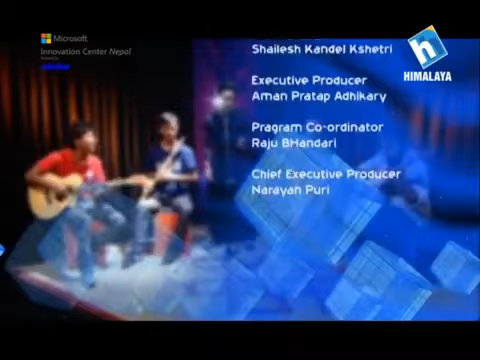 Microsoft
Innovation Center Nepal
Shailesh Kandel Kshetri
Executive Producer
Aman Pratap Adhikary
Pragram Co-ordinator
Raju BHandari
Chief Executive Producer
Narayan Puri
h
HIMALAYA